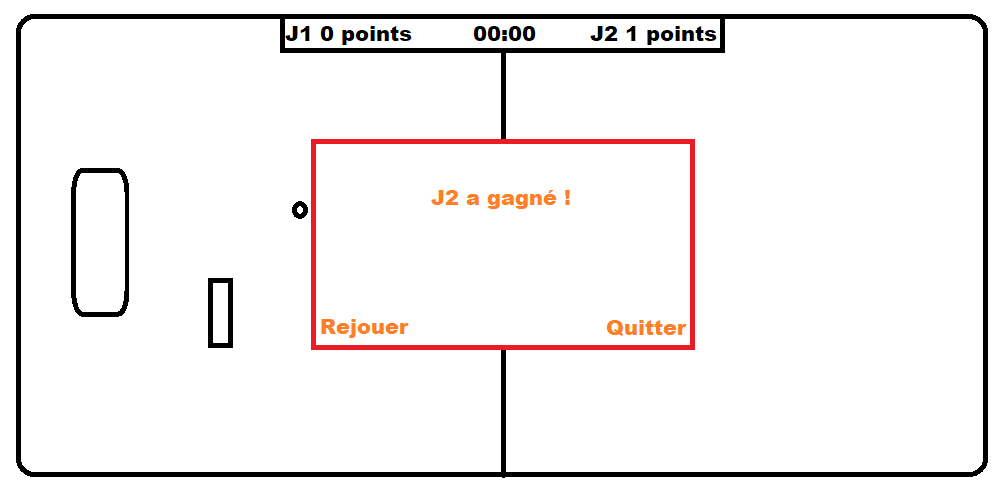 J1 0 points 00:00 J2 1 points
J2 a gagné !
Rejouer Quitter